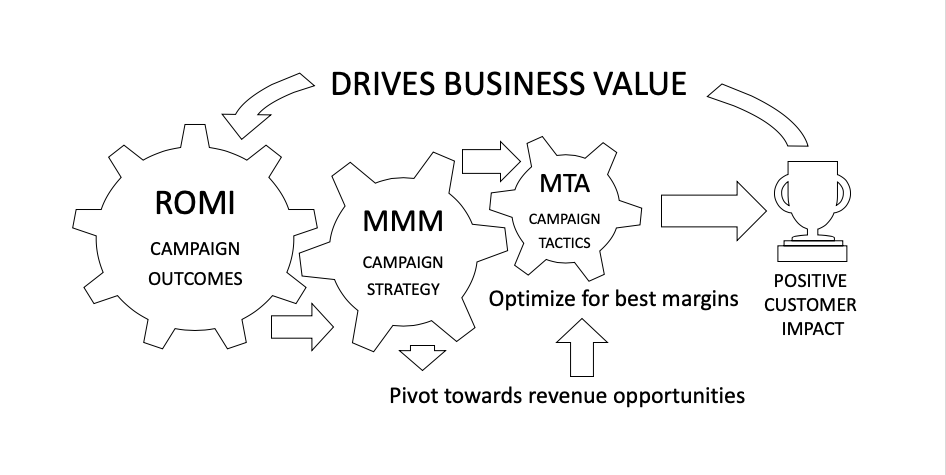 DRIVES BUSINESS VALUE
ROMI
CAMPAIGN
OUTCOMES
MMM
CAMPAIGN
STRATEGY
MTA
CAMPAIGN
TACTICS
Optimize for best margins
Pivot towards revenue opportunities
POSITIVE
CUSTOMER
IMPACT